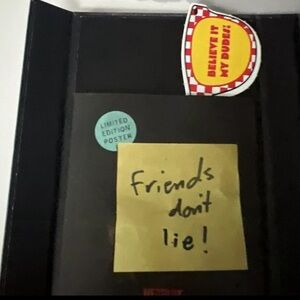 BELIEVE IT
MY DUDES!
LIMITED
EDITION
POSTER
friends
don't
lie!